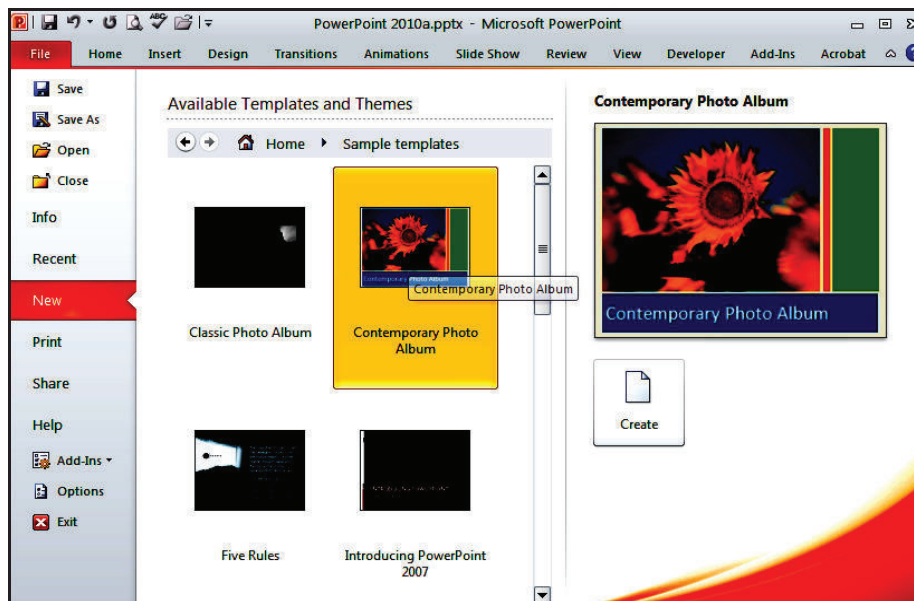 PowerPoint 2010a.pptx - Microsoft PowerPoint
File Home Insert Design Transitions Animations Slide Show Review View Developer Add-Ins Acrobat
Save
Save As
Open
Close
Info
Recent
New
Print
Share
Help
Add-Ins
Options
Exit
Available Templates and Themes
Home Sample templates
Classic Photo Album
Contemporary Photo Album
Contemporary Photo Album
Contemporary Photo
Album
Five Rules
Introducing PowerPoint
2007
Contemporary Photo Album
Contemporary Photo Album
Create